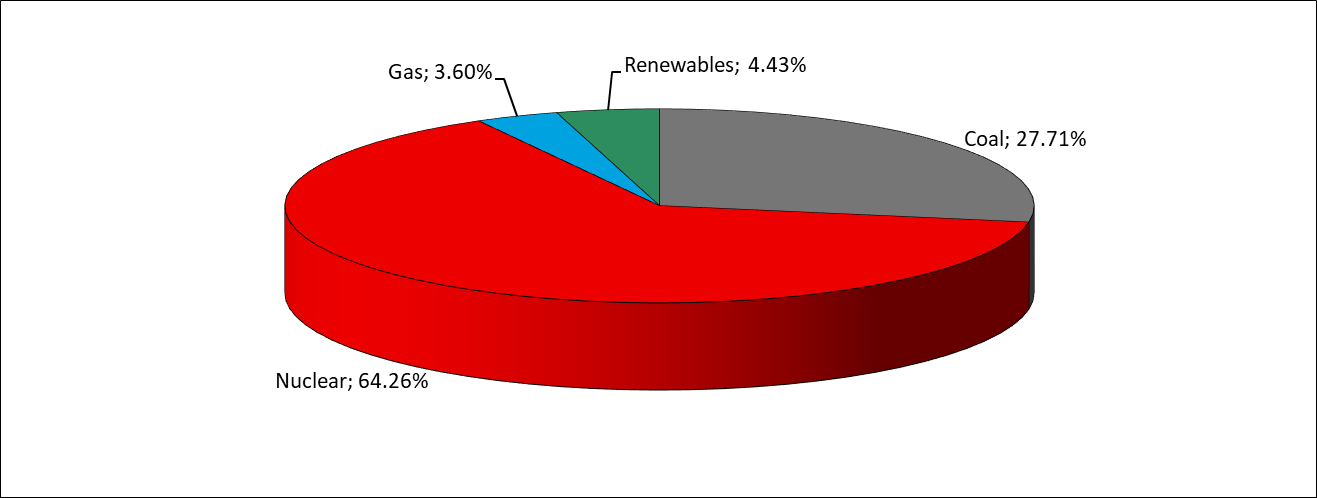 Renewables; 4.43%
Gas; 3.60%
Coal; 27.71%
Nuclear; 64.26%